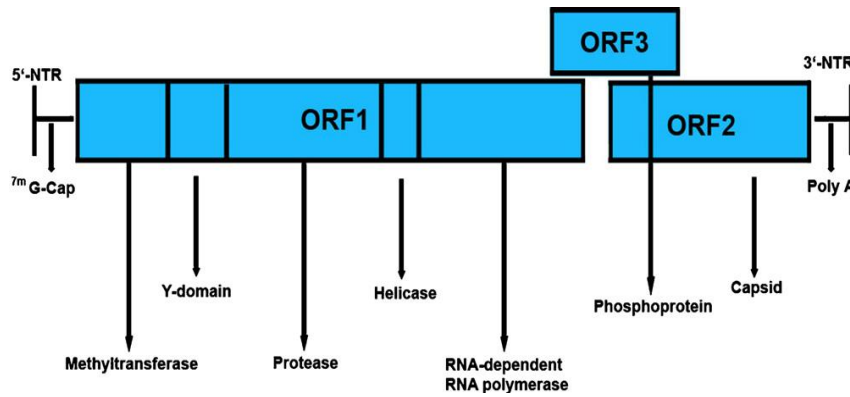 ORF3
5'-NTR
3'-NTR
ORF1
ORF2
7m G-Cap
Poly A
Y-domain
Helicase
Phosphoprotein
Capsid
Methyltransferase
Protease
RNA-dependent
RNA polymerase